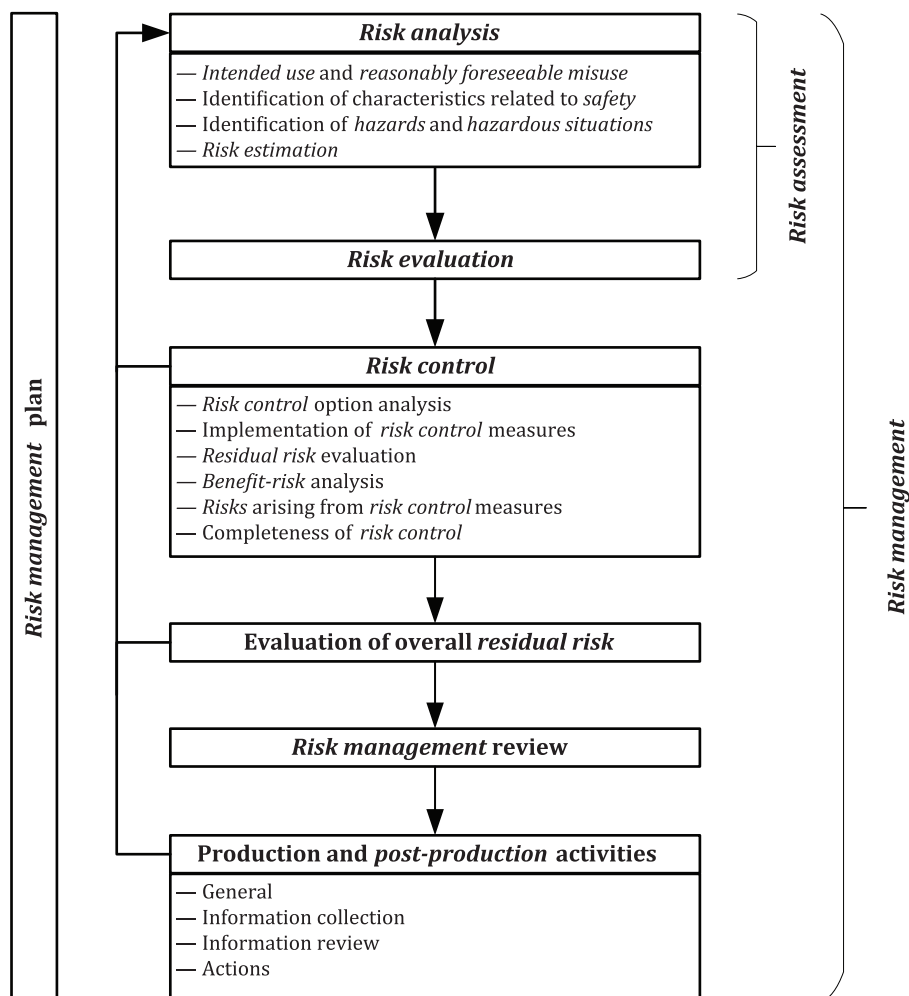 Risk management plan
Risk analysis
— Intended use and reasonably foreseeable misuse
— Identification of characteristics related to safety
— Identification of hazards and hazardous situations
— Risk estimation
Risk evaluation
Risk assessment
Risk control
— Risk control option analysis
— Implementation of risk control measures
— Residual risk evaluation
— Benefit-risk analysis
— Risks arising from risk control measures
— Completeness of risk control
Evaluation of overall residual risk
Risk management review
Production and post-production activities
— General
— Information collection
— Information review
— Actions
Risk management